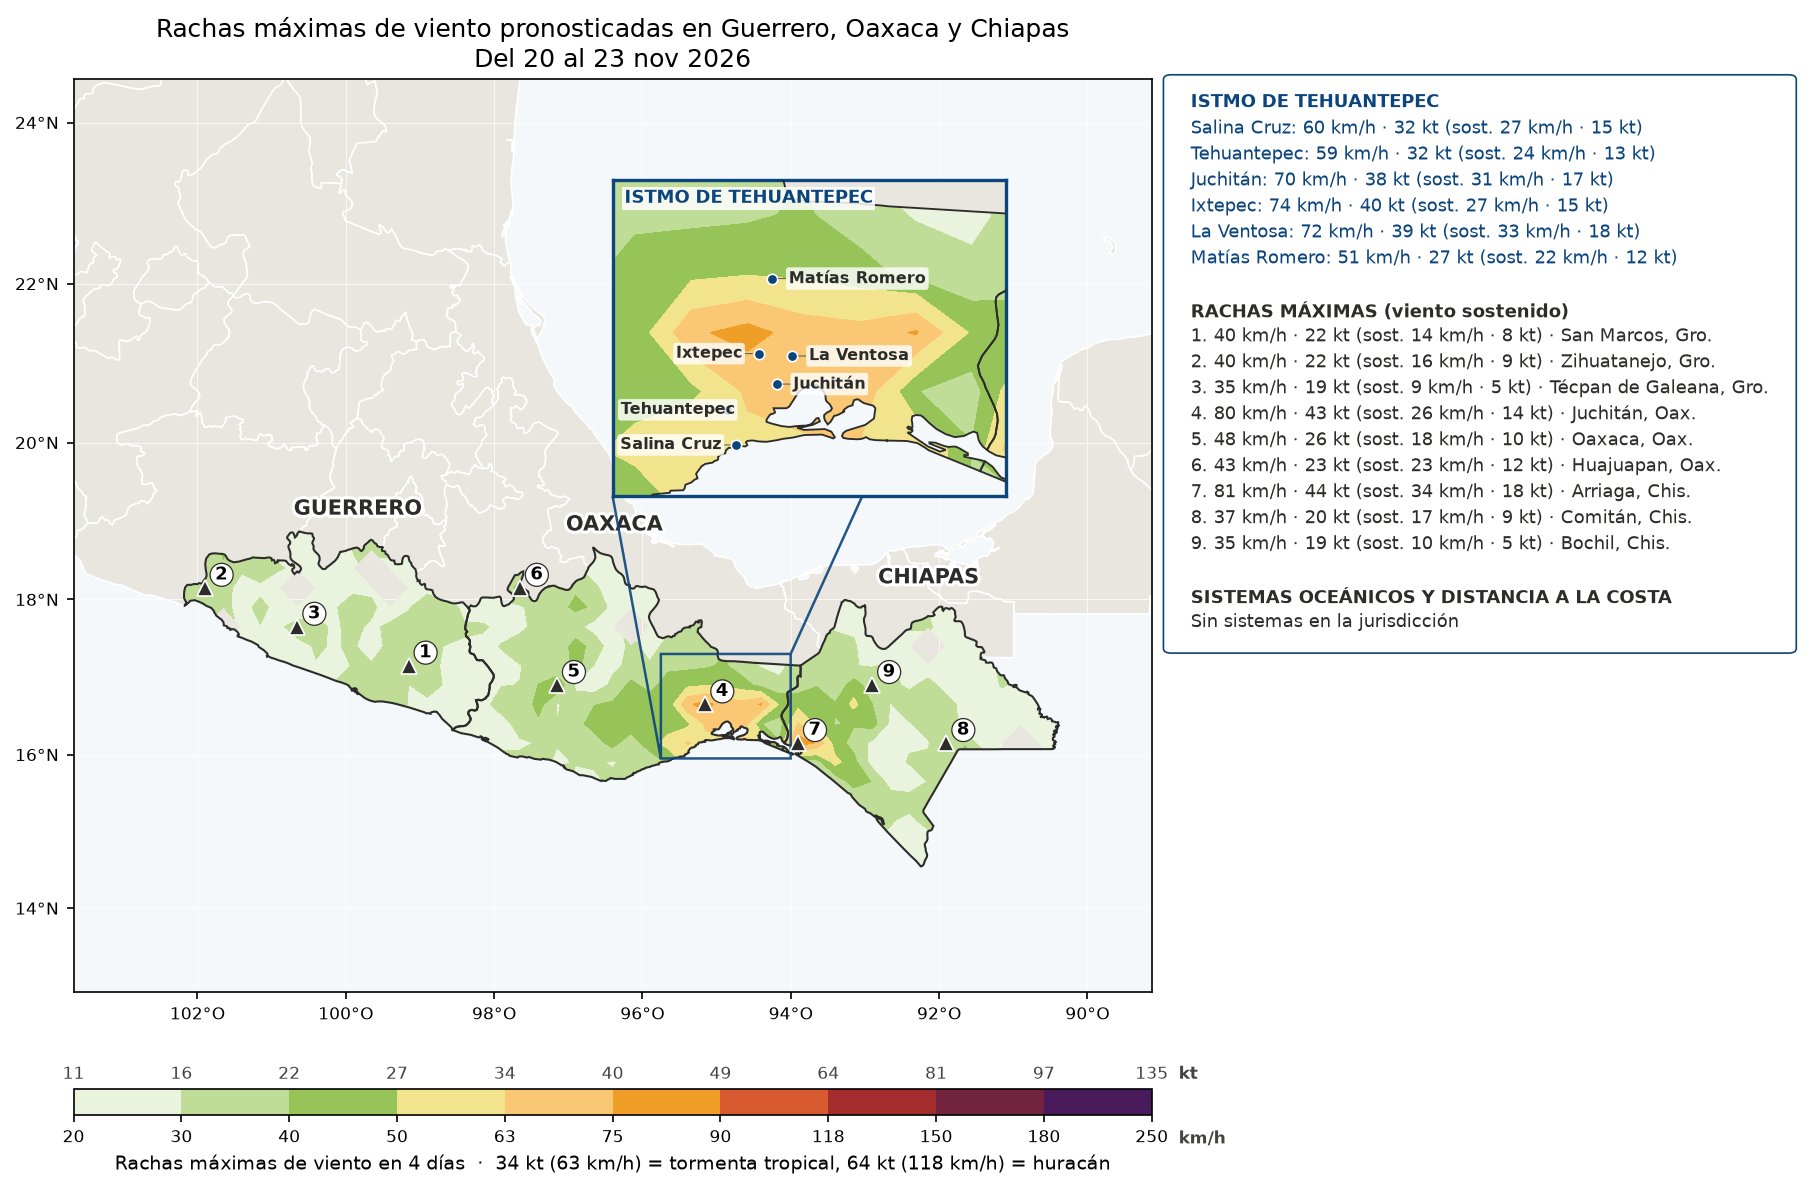 Rachas máximas de viento pronosticadas en Guerrero, Oaxaca y Chiapas
Del 20 al 23 nov 2026
24°N
22°N
20°N
18°N
16°N
14°N
102°O
100°O
98°O
96°O
94°O
92°O
90°O
GUERRERO
OAXACA
CHIAPAS
1
2
3
4
5
6
7
8
9
ISTMO DE TEHUANTEPEC
Matías Romero
Ixtepec
La Ventosa
Juchitán
Tehuantepec
Salina Cruz
ISTMO DE TEHUANTEPEC
Salina Cruz: 60 km/h · 32 kt (sost. 27 km/h · 15 kt)
Tehuantepec: 59 km/h · 32 kt (sost. 24 km/h · 13 kt)
Juchitán: 70 km/h · 38 kt (sost. 31 km/h · 17 kt)
Ixtepec: 74 km/h · 40 kt (sost. 27 km/h · 15 kt)
La Ventosa: 72 km/h · 39 kt (sost. 33 km/h · 18 kt)
Matías Romero: 51 km/h · 27 kt (sost. 22 km/h · 12 kt)
RACHAS MÁXIMAS (viento sostenido)
1. 40 km/h · 22 kt (sost. 14 km/h · 8 kt) · San Marcos, Gro.
2. 40 km/h · 22 kt (sost. 16 km/h · 9 kt) · Zihuatanejo, Gro.
3. 35 km/h · 19 kt (sost. 9 km/h · 5 kt) · Técpan de Galeana, Gro.
4. 80 km/h · 43 kt (sost. 26 km/h · 14 kt) · Juchitán, Oax.
5. 48 km/h · 26 kt (sost. 18 km/h · 10 kt) · Oaxaca, Oax.
6. 43 km/h · 23 kt (sost. 23 km/h · 12 kt) · Huajuapan, Oax.
7. 81 km/h · 44 kt (sost. 34 km/h · 18 kt) · Arriaga, Chis.
8. 37 km/h · 20 kt (sost. 17 km/h · 9 kt) · Comitán, Chis.
9. 35 km/h · 19 kt (sost. 10 km/h · 5 kt) · Bochil, Chis.
SISTEMAS OCEÁNICOS Y DISTANCIA A LA COSTA
Sin sistemas en la jurisdicción
11 16 22 27 34 40 49 64 81 97 135 kt
20 30 40 50 63 75 90 118 150 180 250 km/h
Rachas máximas de viento en 4 días · 34 kt (63 km/h) = tormenta tropical, 64 kt (118 km/h) = huracán